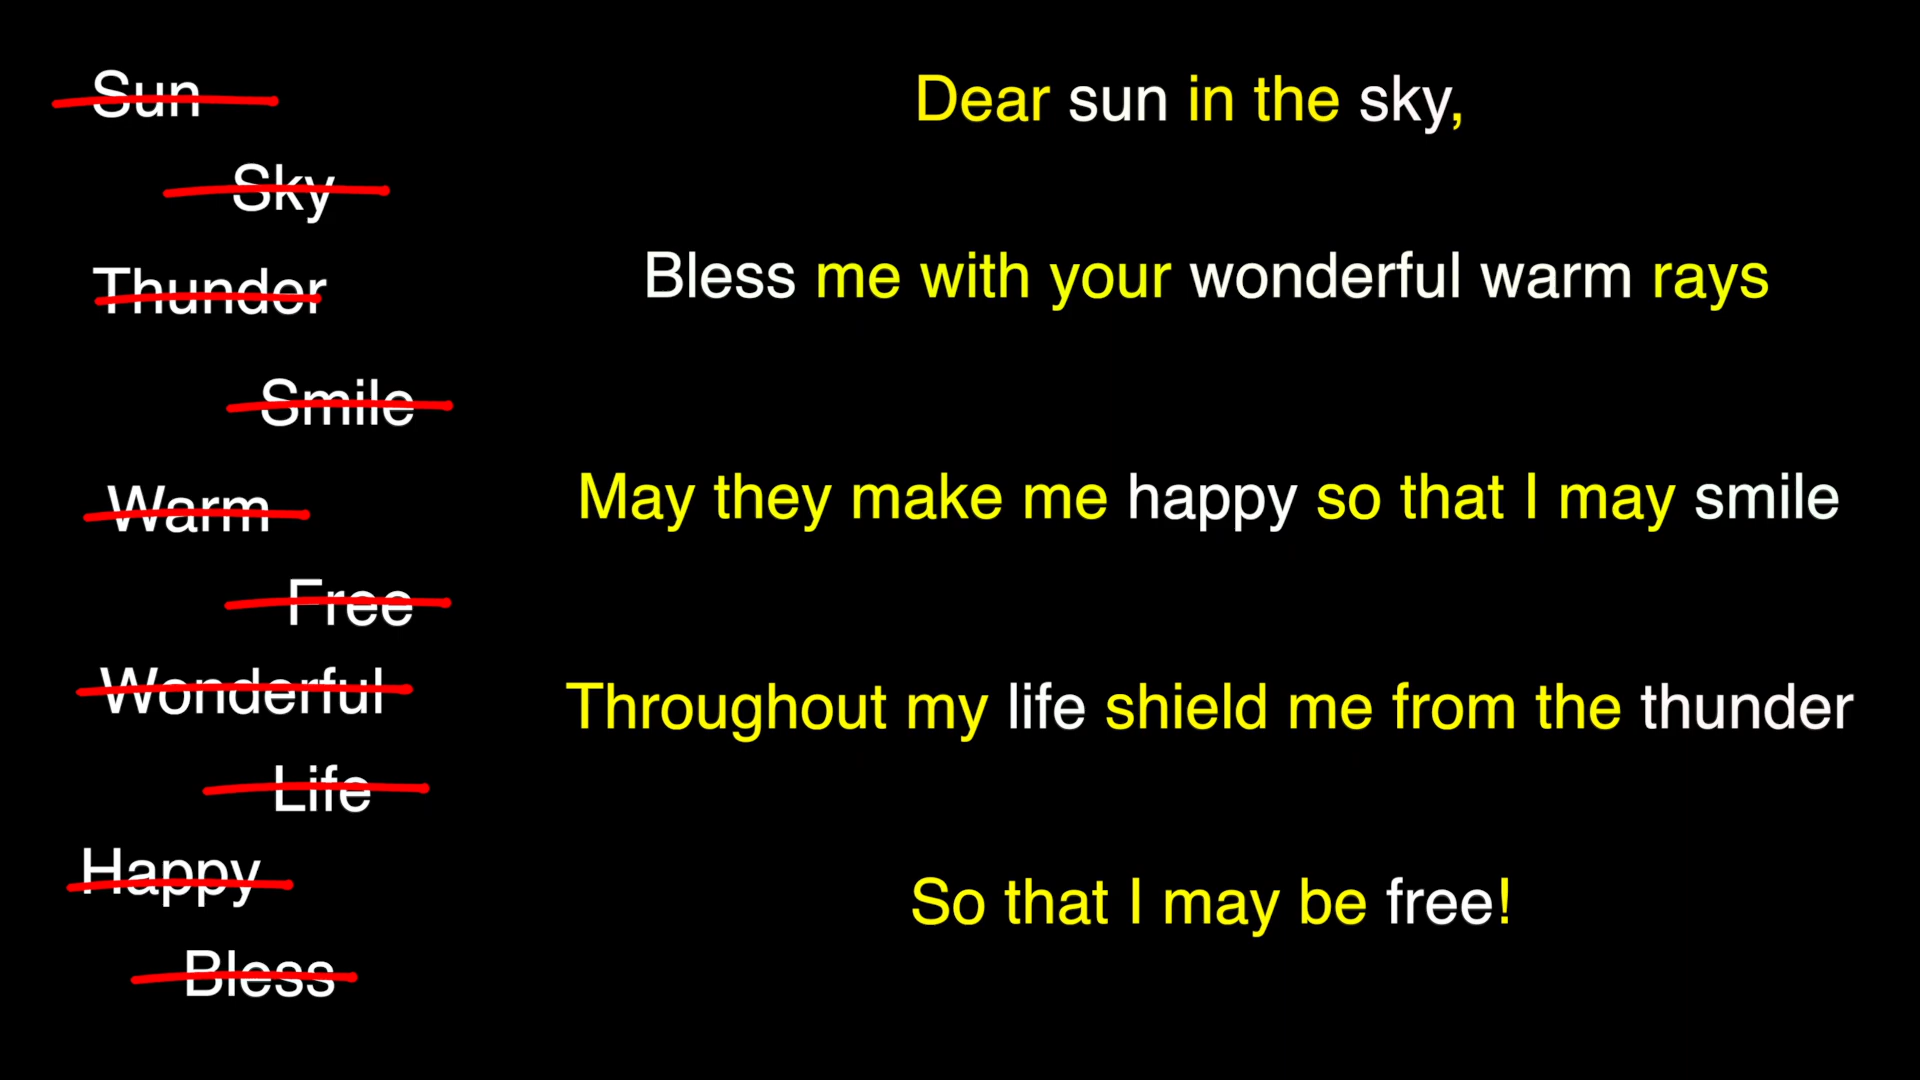 Sun
Sky
Thunder
Smile
Warm
Free
Wonderful
Life
Happy
Bless
Dear sun in the sky,
Bless me with your wonderful warm rays
May they make me happy so that I may smile
Throughout my life shield me from the thunder
So that I may be free!